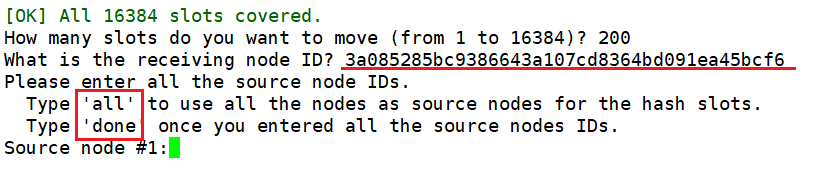 [OK] All 16384 slots covered.
How many slots do you want to move (from 1 to 16384)? 200
What is the receiving node ID? 3a085285bc9386643a107cd8364bd091ea45bcf6
Please enter all the source node IDs.
  Type 'all' to use all the nodes as source nodes for the hash slots.
  Type 'done' once you entered all the source nodes IDs.
Source node #1: